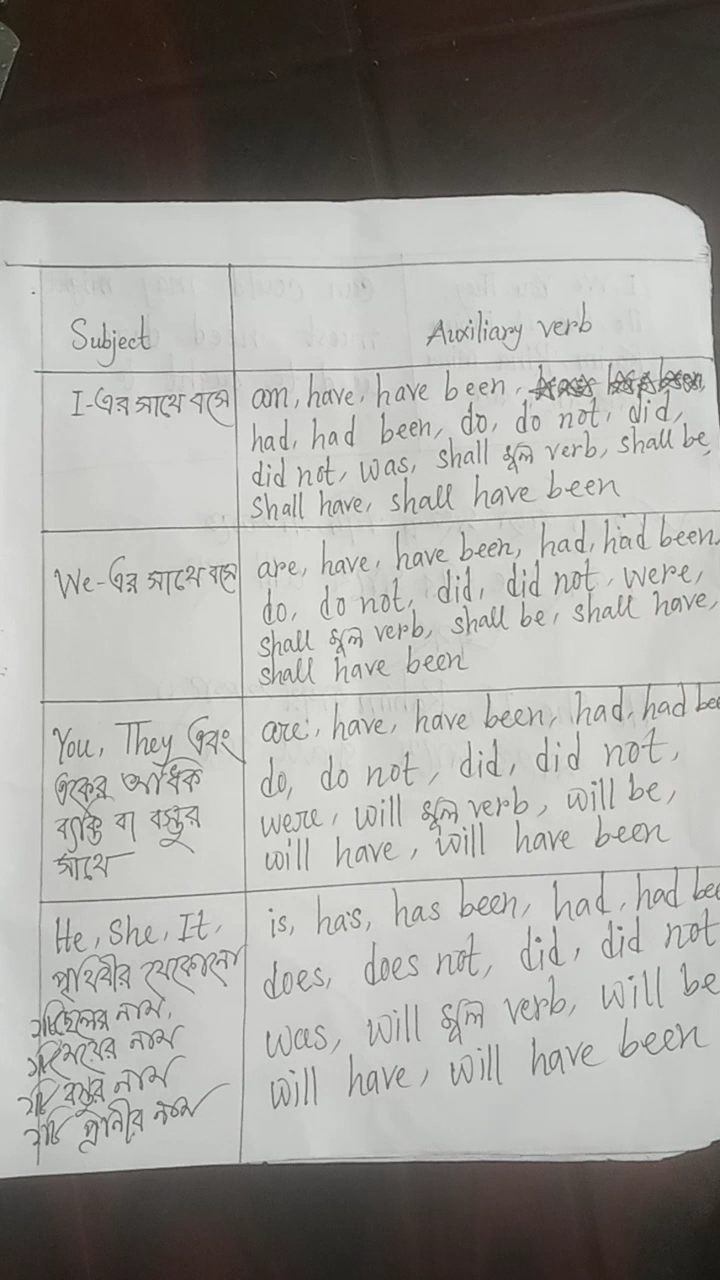 Subject
Auxiliary verb
I-এর সাথে বসে
am, have, have been,
had, had been, do, do not, did,
did not, was, shall মূল verb, shall be,
shall have, shall have been
We-এর সাথে বসে
are, have, have been, had, had been,
do, do not, did, did not, were,
shall মূল verb, shall be, shall have,
shall have been
You, They এবং
একের অধিক
ব্যক্তি বা বস্তুর
সাথে
are, have, have been, had, had bee
do, do not, did, did not,
were, will মূল verb, will be,
will have, will have been
He, She, It,
পৃথিবীর যেকোনো
ছেলের নাম,
মেয়ের নাম
বস্তুর নাম
প্রানীর নাম
is, has, has been, had, had bee
does, does not, did, did not
was, will মূল verb, will be
will have, will have been